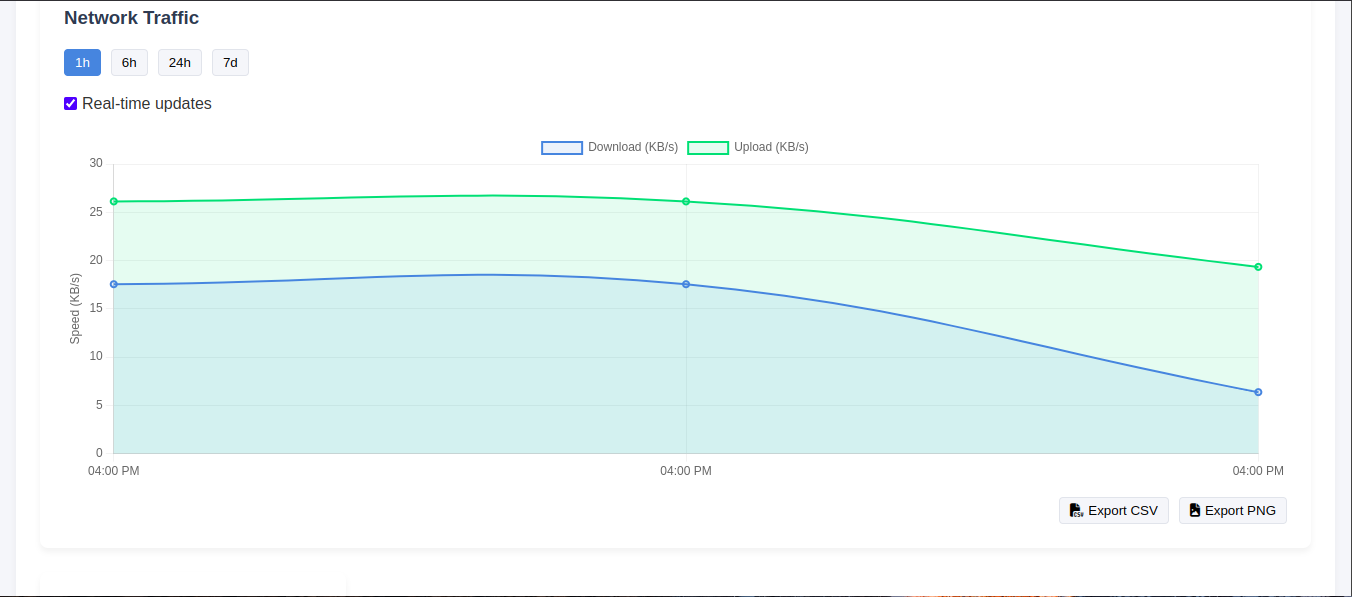 Network Traffic
1h 6h 24h 7d
Real-time updates
Download (KB/s) Upload (KB/s)
Speed (KB/s)
30
25
20
15
10
5
0
04:00 PM 04:00 PM 04:00 PM
Export CSV Export PNG